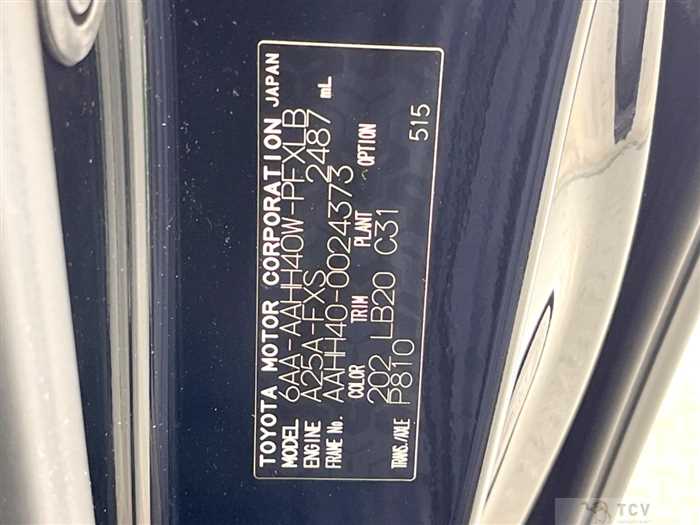 TOYOTA MOTOR CORPORATION JAPAN
MODEL 6AA-AAHH40W-PFXLB
ENGINE A25A-FXS 2487 mL
FRAME No. AAHH40-0024373
COLOR TRIM PLANT OPTION
202 LB20 C31
TRANS./AXLE P810 515
TCV